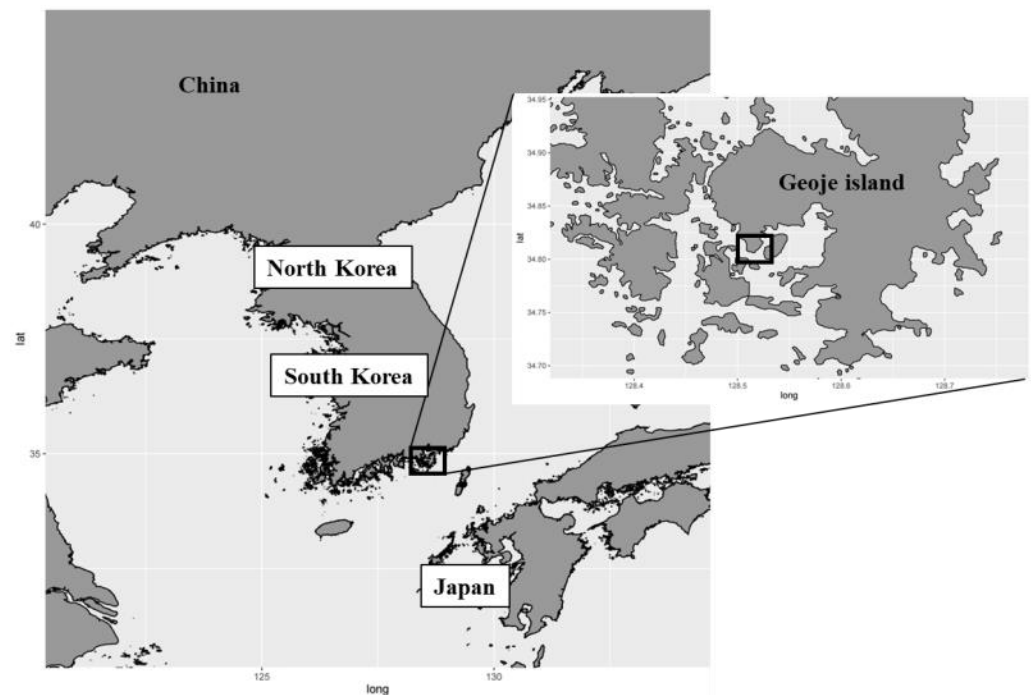 China
North Korea
South Korea
Japan
40
35
lat
125
130
long
Geoje island
34.95
34.90
34.85
34.80
34.75
34.70
lat
128.4
128.5
128.6
128.7
long